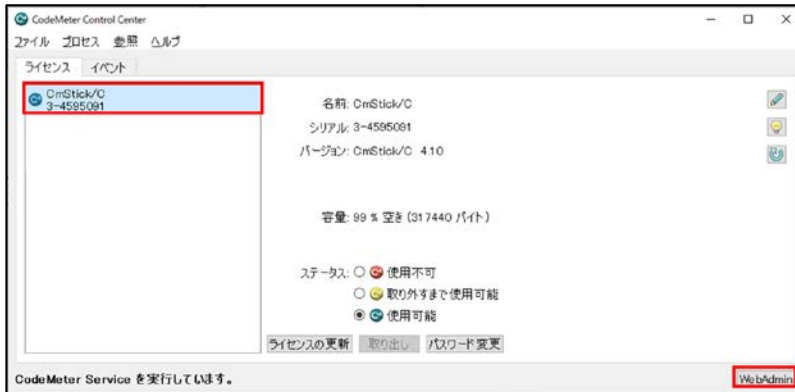 CodeMeter Control Center
ファイル プロセス 参照 ヘルプ
ライセンス イベント
CmStick/C
3-4595091
名前: CmStick/C
シリアル: 3-4595091
バージョン: CmStick/C 4.10
容量: 99 % 空き (317440 バイト)
ステータス: 使用不可
取り外すまで使用可能
使用可能
ライセンスの更新 取り出し パスワード変更
CodeMeter Service を実行しています。 WebAdmin